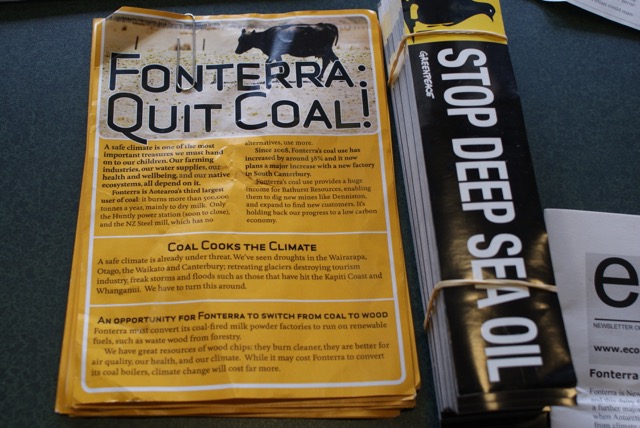 FONTERRA:
QUIT COAL!
A safe climate is one of the most
important treasures we must hand
on to our children. Our farming
industries, our water supplies, our
health and wellbeing, and our native
ecosystems, all depend on it.
Fonterra is Aotearoa's third largest
user of coal: it burns more than 500,000
tonnes a year, mainly to dry milk. Only
the Huntly power station (soon to close),
and the NZ Steel mill, which has no
alternatives, use more.
Since 2008, Fonterra's coal use has
increased by around 38% and it now
plans a major increase with a new factory
in South Canterbury.
Fonterra's coal use provides a huge
income for Bathurst Resources, enabling
them to dig new mines like Denniston,
and expand to find new customers. It's
holding back our progress to a low carbon
economy.
COAL COOKS THE CLIMATE
A safe climate is already under threat. We've seen droughts in the Wairarapa,
Otago, the Waikato and Canterbury; retreating glaciers destroying tourism
industry, freak storms and floods such as those that have hit the Kapiti Coast and
Whanganui. We have to turn this around.
AN OPPORTUNITY FOR FONTERRA TO SWITCH FROM COAL TO WOOD
Fonterra must convert its coal-fired milk powder factories to run on renewable
fuels, such as waste wood from forestry.
We have great resources of wood chips: they burn cleaner, they are better for
air quality, our health, and our climate. While it may cost Fonterra to convert
its coal boilers, climate change will cost far more.
GREENPEACE
STOP DEEP SEA OIL
e
NEWSLETTER
www.eco
Fonterra
Fonterra is New
a further major
when Antarctic